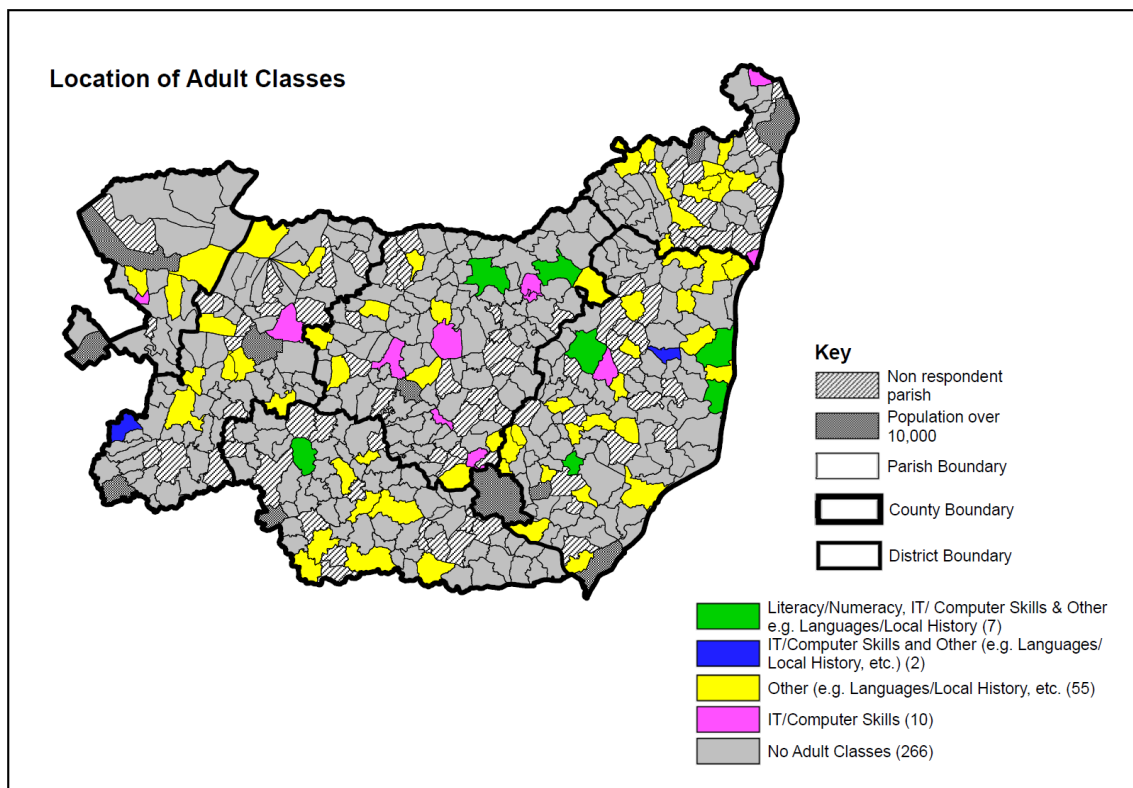 Location of Adult Classes
Key
Non respondent
parish
Population over
10,000
Parish Boundary
County Boundary
District Boundary
Literacy/Numeracy, IT/ Computer Skills & Other
e.g. Languages/Local History (7)
IT/Computer Skills and Other (e.g. Languages/
Local History, etc.) (2)
Other (e.g. Languages/Local History, etc. (55)
IT/Computer Skills (10)
No Adult Classes (266)